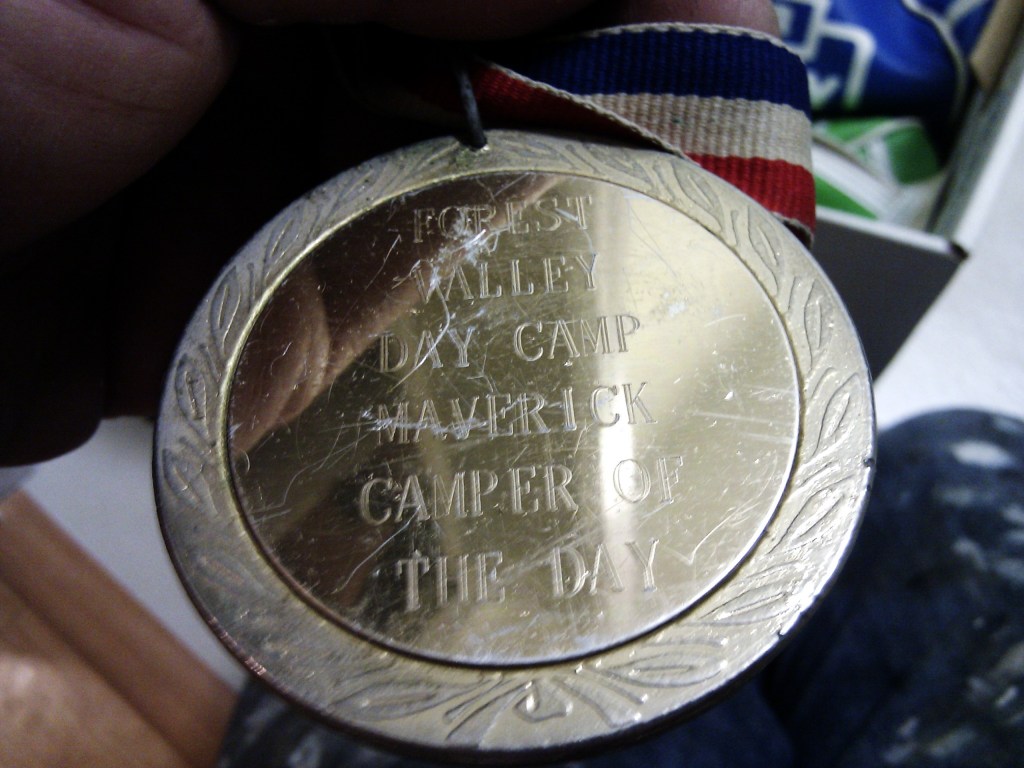 FOREST
VALLEY
DAY CAMP
MAVERICK
CAMPER OF
THE DAY